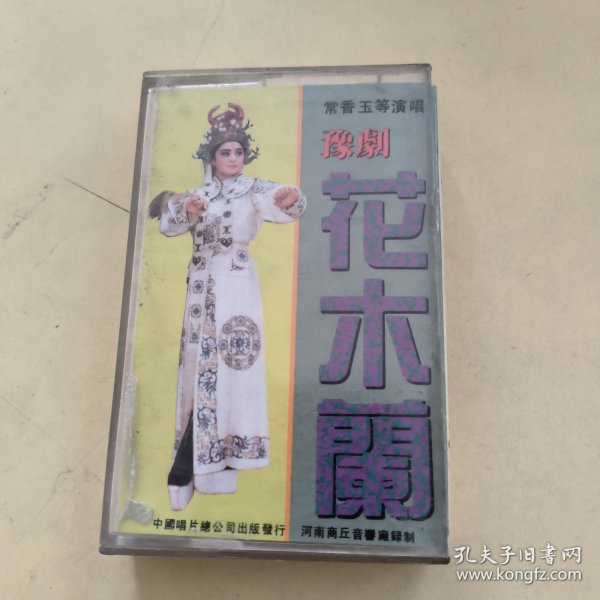 常香玉等演唱
豫劇
花木蘭
中國唱片總公司出版發行
河南商丘音響廠録制
孔夫子旧书网
www.kongfz.com